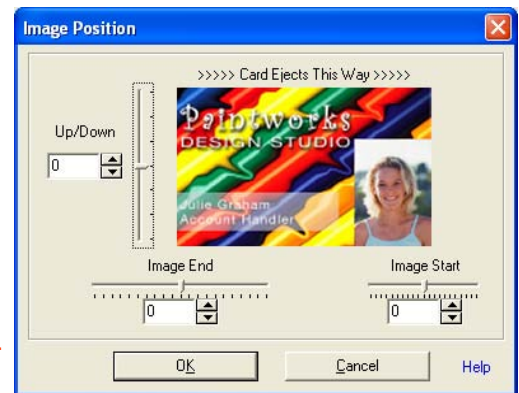 Image Position
>>>>> Card Ejects This Way >>>>>
Up/Down
0
Paintworks
DESIGN STUDIO
Julie Graham
Account Handler
Image End
0
Image Start
0
OK
Cancel
Help